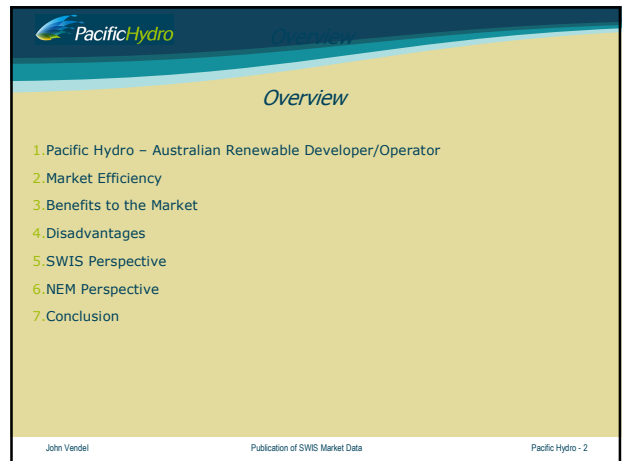 PacificHydro
Overview
Overview
1.Pacific Hydro – Australian Renewable Developer/Operator
2.Market Efficiency
3.Benefits to the Market
4.Disadvantages
5.SWIS Perspective
6.NEM Perspective
7.Conclusion
John Vendel Publication of SWIS Market Data Pacific Hydro - 2